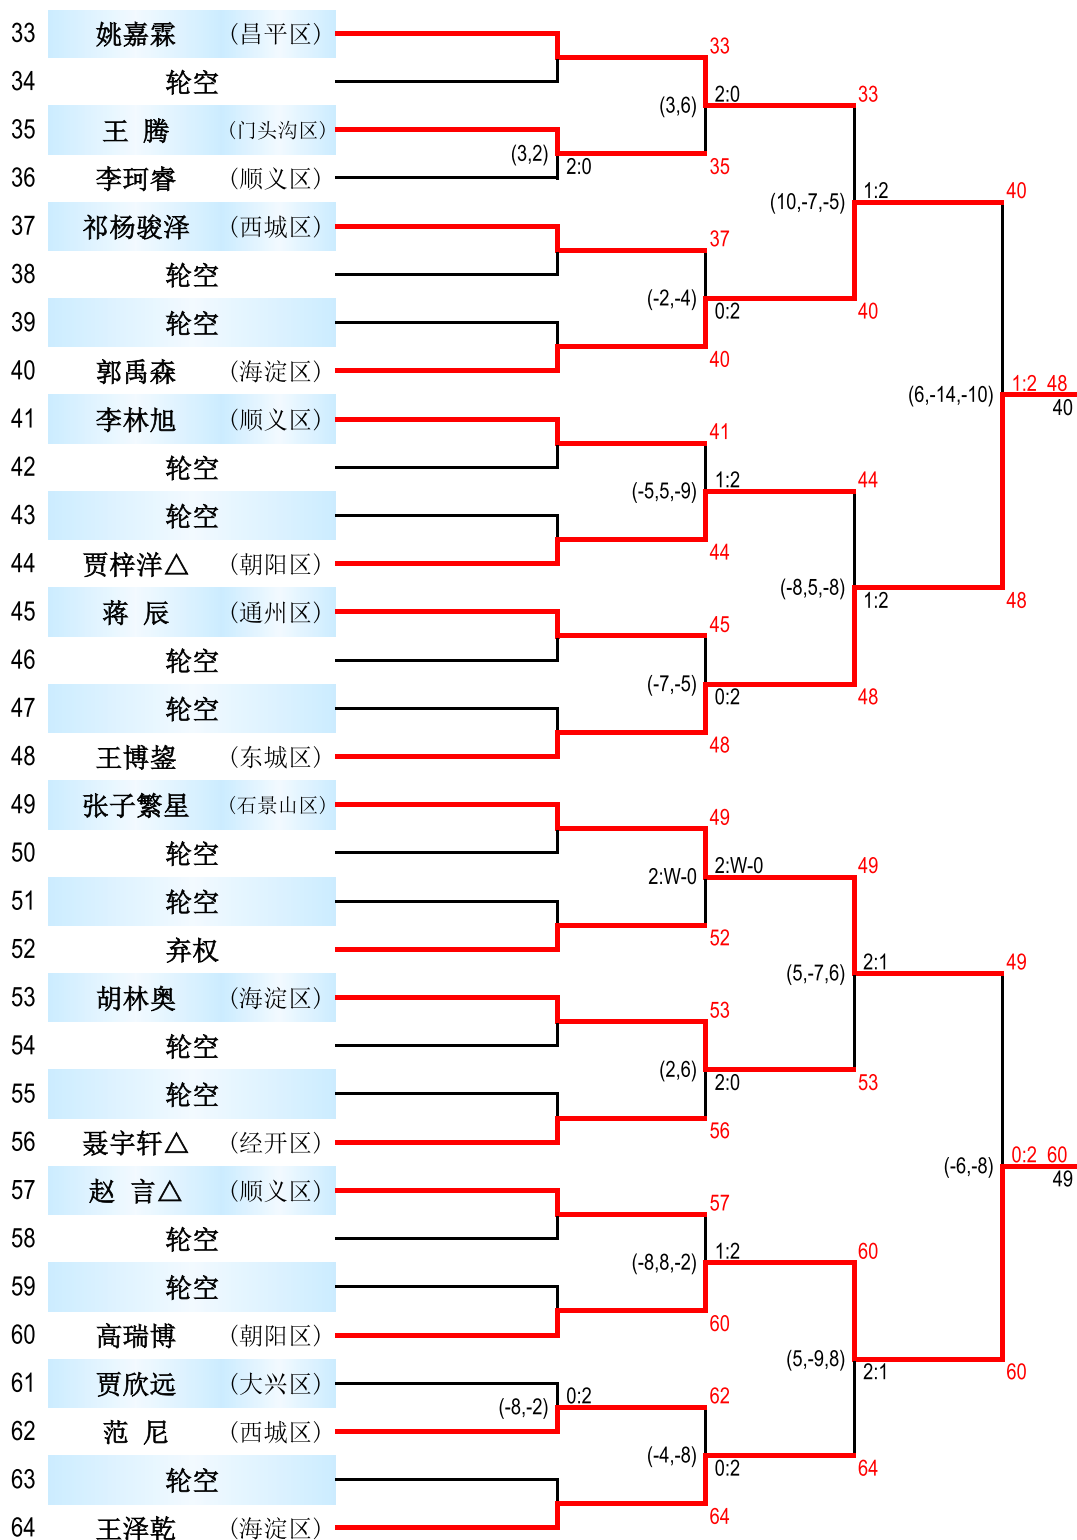 33 姚嘉霖 (昌平区)
33
34 轮空
(3,6) 2:0 33
35 王 腾 (门头沟区)
(3,2) 2:0 35
36 李珂睿 (顺义区)
(10,-7,-5) 1:2 40
37 祁杨骏泽 (西城区)
37
38 轮空
(-2,-4) 0:2 40
39 轮空
40
40 郭禹森 (海淀区)
(6,-14,-10) 1:2 48
40
41 李林旭 (顺义区)
41
42 轮空
(-5,5,-9) 1:2 44
43 轮空
44
44 贾梓洋△ (朝阳区)
(-8,5,-8) 1:2 48
45 蒋 辰 (通州区)
45
46 轮空
(-7,-5) 0:2 48
47 轮空
48
48 王博鋆 (东城区)
49 张子繁星 (石景山区)
49
50 轮空
2:W-0 2:W-0 49
51 轮空
52
52 弃权
(5,-7,6) 2:1 49
53 胡林奥 (海淀区)
53
54 轮空
(2,6) 2:0 53
55 轮空
56
56 聂宇轩△ (经开区)
(-6,-8) 0:2 60
49
57 赵 言△ (顺义区)
57
58 轮空
(-8,8,-2) 1:2 60
59 轮空
60
60 高瑞博 (朝阳区)
(5,-9,8) 2:1 60
61 贾欣远 (大兴区)
(-8,-2) 0:2 62
62 范 尼 (西城区)
(-4,-8) 0:2 64
63 轮空
64
64 王泽乾 (海淀区)